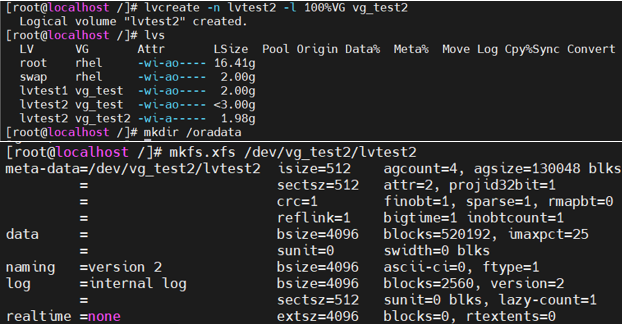 [root@localhost /]# lvcreate -n lvtest2 -l 100%VG vg_test2
  Logical volume "lvtest2" created.
[root@localhost /]# lvs
  LV      VG       Attr       LSize  Pool Origin Data%  Meta%  Move Log Cpy%Sync Convert
  root    rhel     -wi-ao---- 16.41g
  swap    rhel     -wi-ao----  2.00g
  lvtest1 vg_test  -wi-ao----  2.00g
  lvtest2 vg_test  -wi-ao---- <3.00g
  lvtest2 vg_test2 -wi-a-----  1.98g
[root@localhost /]# mkdir /oradata
[root@localhost /]# mkfs.xfs /dev/vg_test2/lvtest2
meta-data=/dev/vg_test2/lvtest2  isize=512    agcount=4, agsize=130048 blks
         =                       sectsz=512   attr=2, projid32bit=1
         =                       crc=1        finobt=1, sparse=1, rmapbt=0
         =                       reflink=1    bigtime=1 inobtcount=1
data     =                       bsize=4096   blocks=520192, imaxpct=25
         =                       sunit=0      swidth=0 blks
naming   =version 2              bsize=4096   ascii-ci=0, ftype=1
log      =internal log           bsize=4096   blocks=2560, version=2
         =                       sectsz=512   sunit=0 blks, lazy-count=1
realtime =none                   extsz=4096   blocks=0, rtextents=0